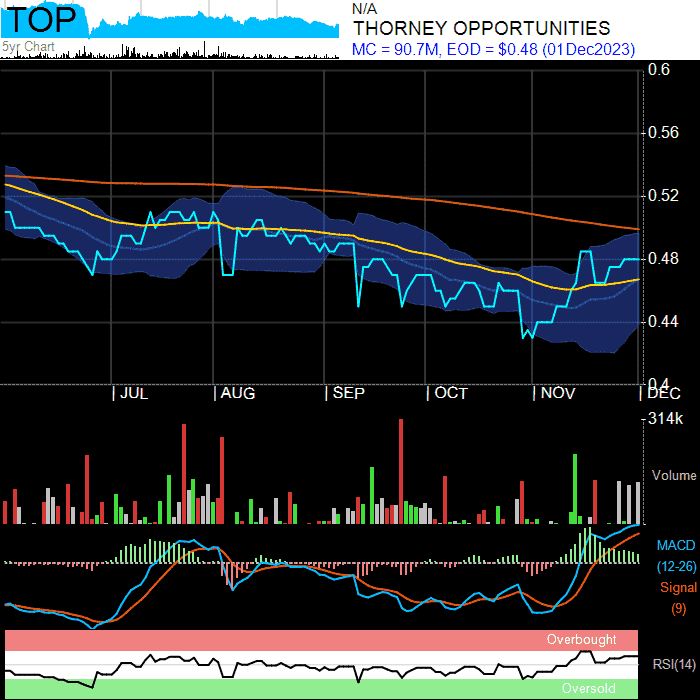 TOP
5yr Chart
N/A
THORNEY OPPORTUNITIES
MC = 90.7M, EOD = $0.48 (01Dec2023)
0.6
0.56
0.52
0.48
0.44
0.4
JUL
AUG
SEP
OCT
NOV
DEC
314k
Volume
MACD
(12-26)
Signal
(9)
Overbought
RSI(14)
Oversold